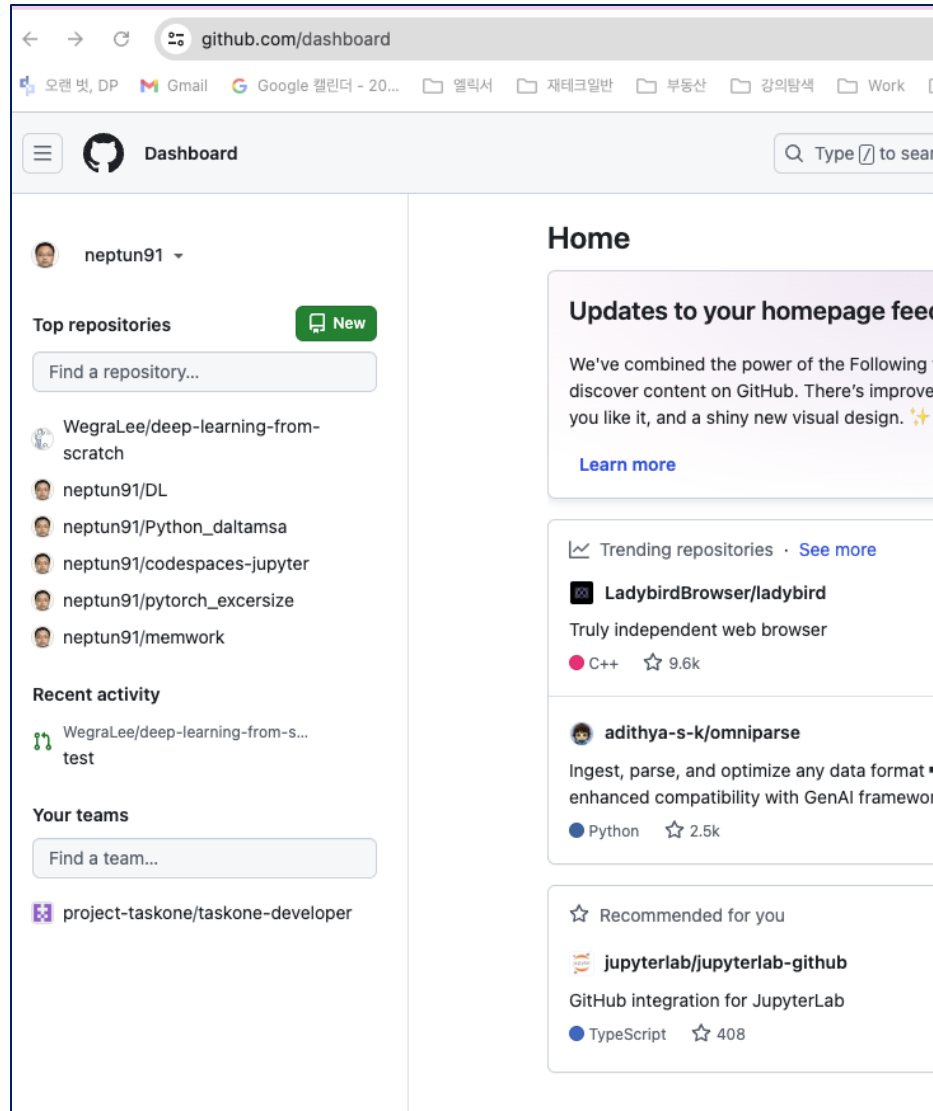 github.com/dashboard
오랜 벗, DP
Gmail
Google 캘린더 - 20...
엘릭서
재테크일반
부동산
강의탐색
Work
Dashboard
Type / to sear
neptun91
Top repositories
New
Find a repository...
WegraLee/deep-learning-from-
scratch
neptun91/DL
neptun91/Python_daltamsa
neptun91/codespaces-jupyter
neptun91/pytorch_excersize
neptun91/memwork
Recent activity
WegraLee/deep-learning-from-s...
test
Your teams
Find a team...
project-taskone/taskone-developer
Home
Updates to your homepage feed
We've combined the power of the Following
discover content on GitHub. There's improve
you like it, and a shiny new visual design. ✨
Learn more
Trending repositories · See more
LadybirdBrowser/ladybird
Truly independent web browser
C++ 9.6k
adithya-s-k/omniparse
Ingest, parse, and optimize any data format
enhanced compatibility with GenAI framewor
Python 2.5k
Recommended for you
jupyterlab/jupyterlab-github
GitHub integration for JupyterLab
TypeScript 408